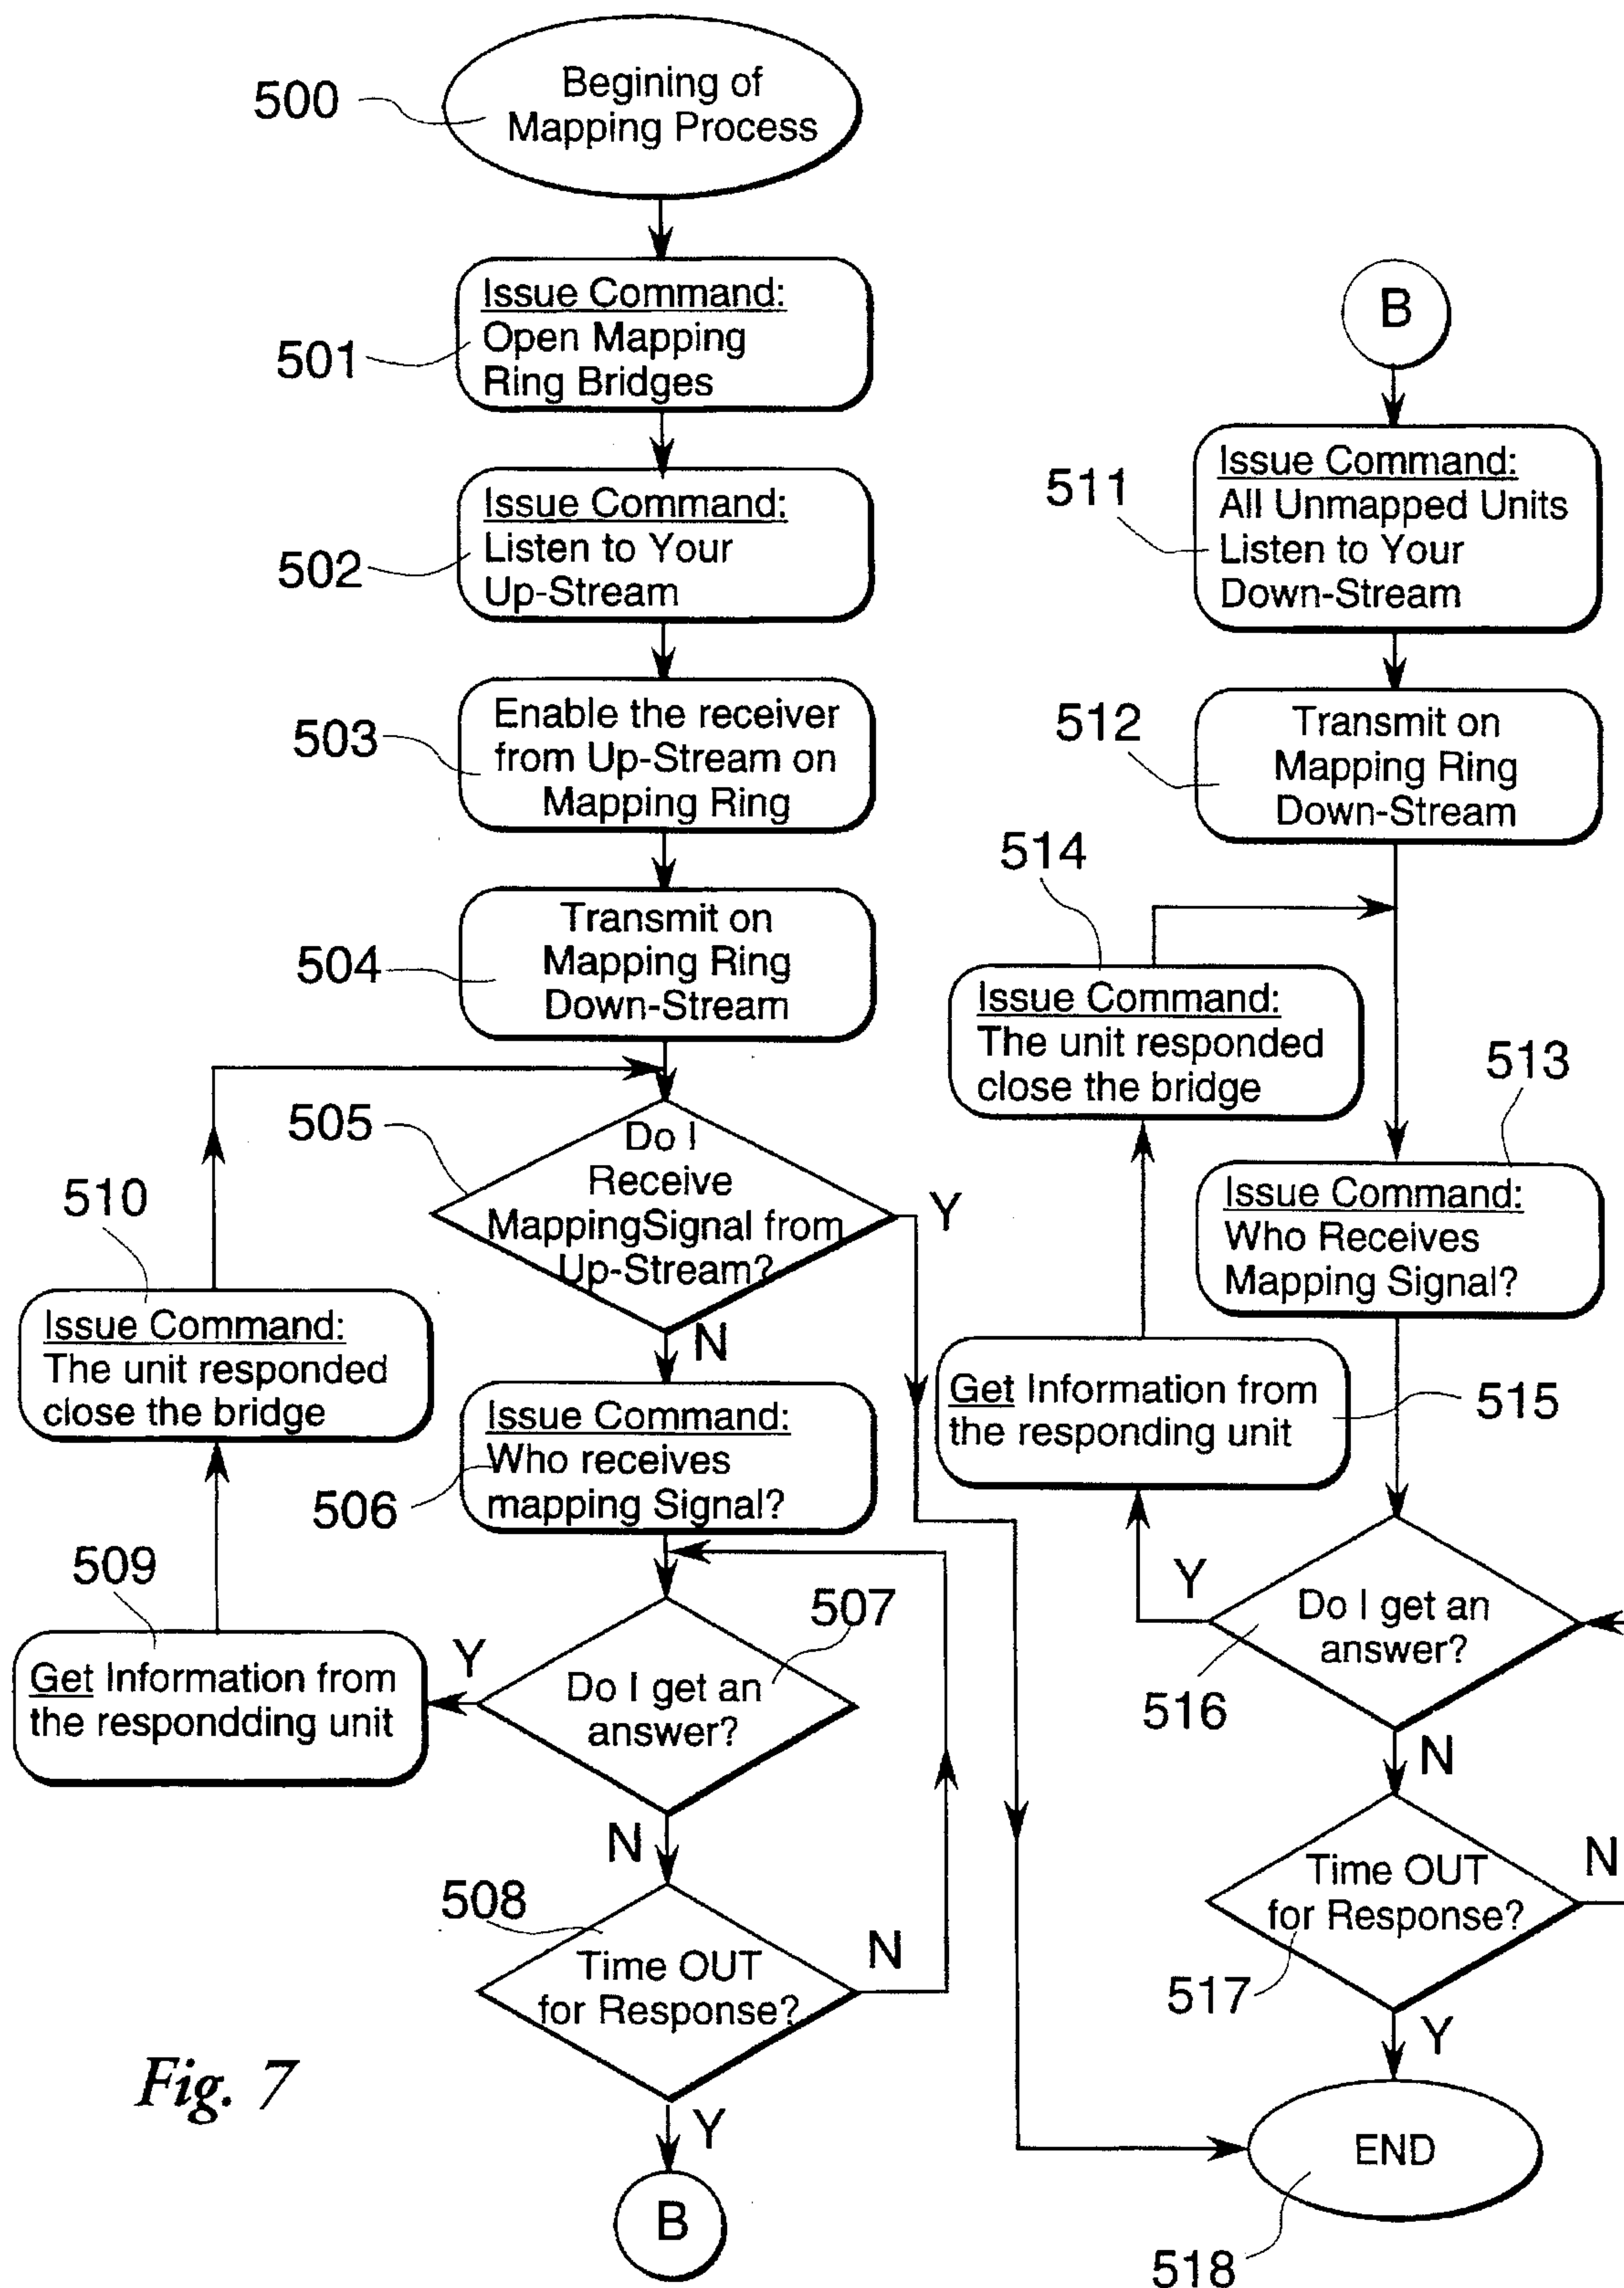 500
Begining of
Mapping Process
501
Issue Command:
Open Mapping
Ring Bridges
502
Issue Command:
Listen to Your
Up-Stream
503
Enable the receiver
from Up-Stream on
Mapping Ring
504
Transmit on
Mapping Ring
Down-Stream
505
Do I
Receive
MappingSignal from
Up-Stream?
Y
N
510
Issue Command:
The unit responded
close the bridge
506
Issue Command:
Who receives
mapping Signal?
509
Get Information from
the respondding unit
Y
507
Do I get an
answer?
N
508
Time OUT
for Response?
N
Y
B
Fig. 7
B
511
Issue Command:
All Unmapped Units
Listen to Your
Down-Stream
512
Transmit on
Mapping Ring
Down-Stream
514
Issue Command:
The unit responded
close the bridge
513
Issue Command:
Who Receives
Mapping Signal?
515
Get Information from
the responding unit
Y
Do I get an
answer?
516
N
Time OUT
for Response?
N
517
Y
END
518